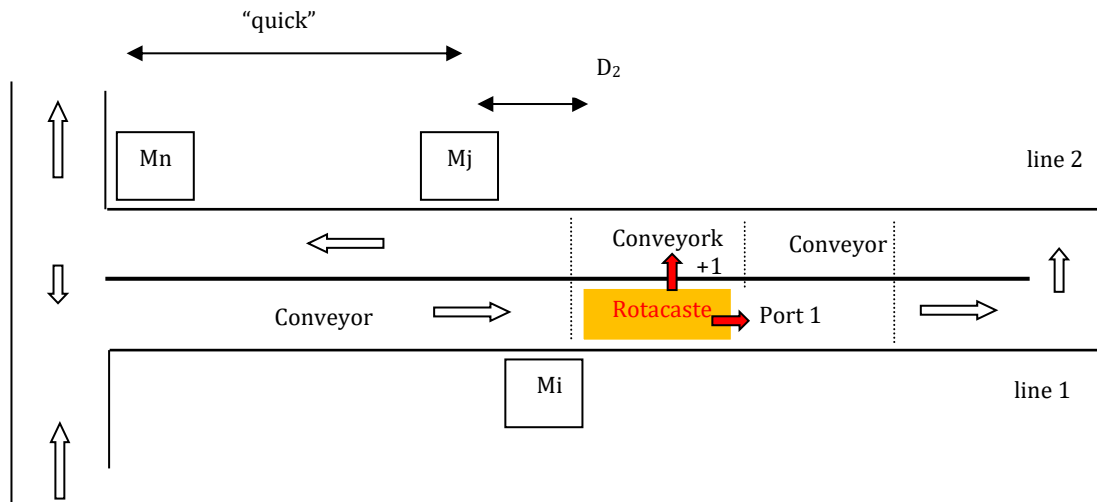 “quick”
D₂
Mn
Mj
line 2
Conveyork
+1
Conveyor
Conveyor
Rotacaste
Port 1
Mi
line 1